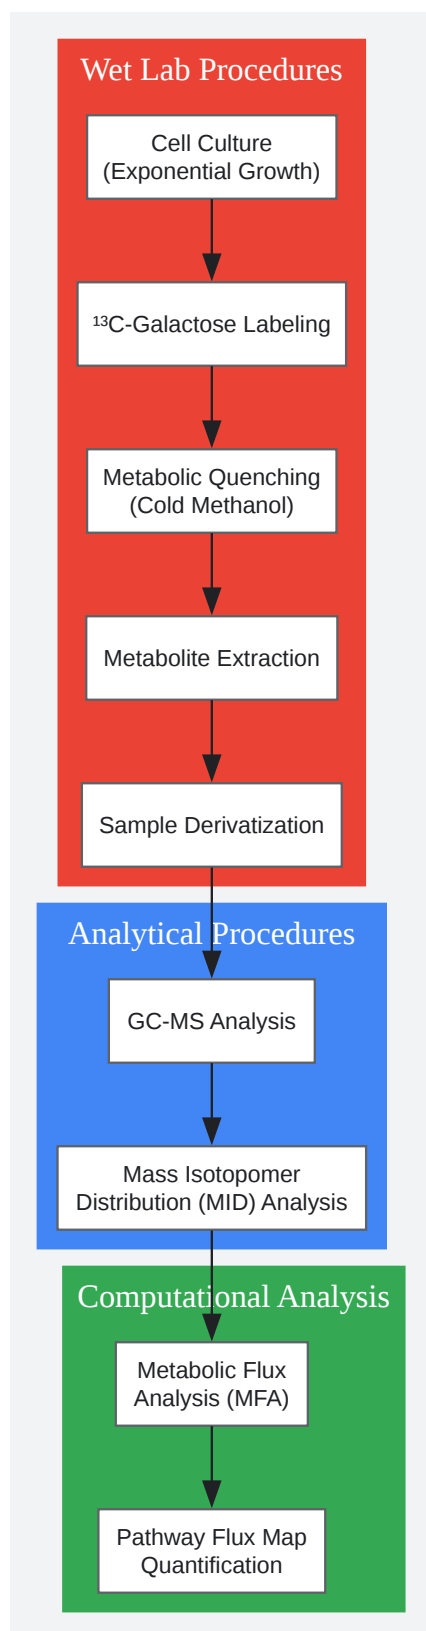 Wet Lab Procedures
Cell Culture
(Exponential Growth)
¹³C-Galactose Labeling
Metabolic Quenching
(Cold Methanol)
Metabolite Extraction
Sample Derivatization
Analytical Procedures
GC-MS Analysis
Mass Isotopomer
Distribution (MID) Analysis
Computational Analysis
Metabolic Flux
Analysis (MFA)
Pathway Flux Map
Quantification